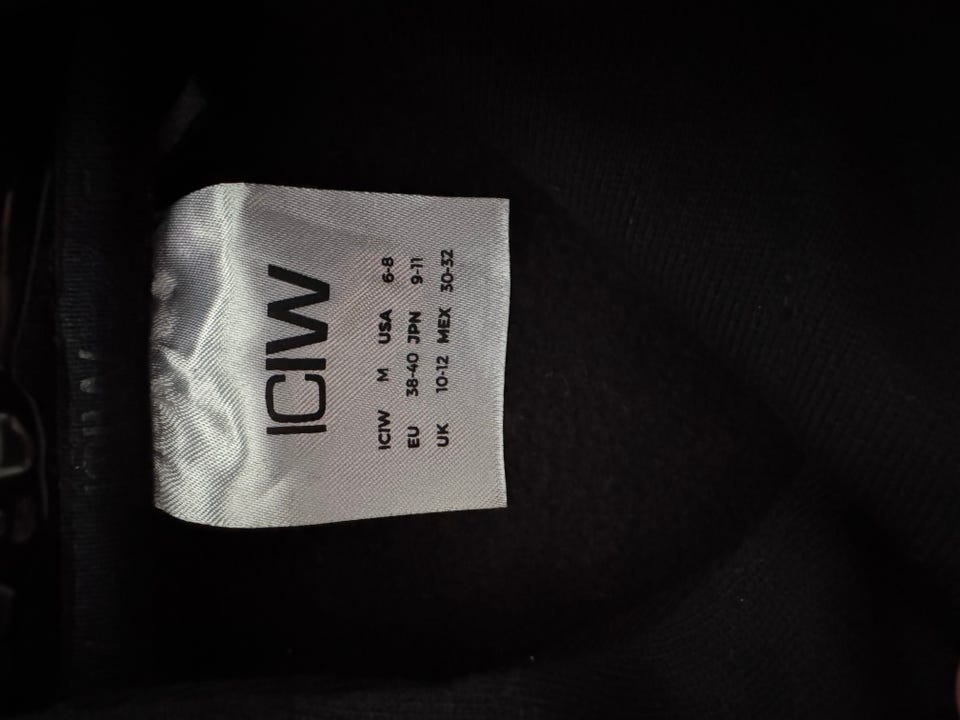 ICIW
ICIW M USA 6-8
EU 38-40 JPN 9-11
UK 10-12 MEX 30-32